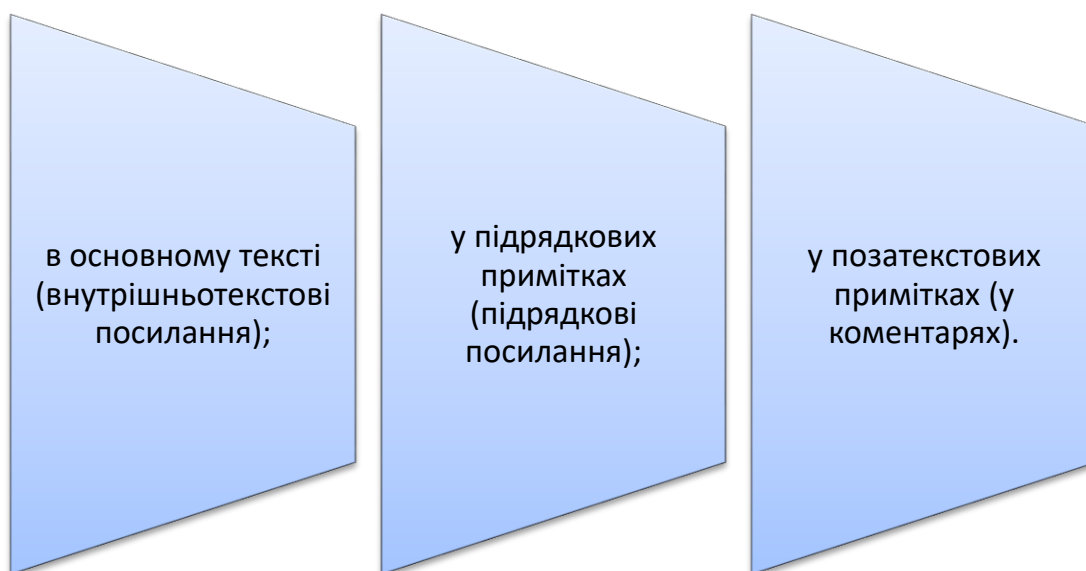 в основному тексті
(внутрішньотекстові
посилання);
у підрядкових
примітках
(підрядкові
посилання);
у позатекстових
примітках (у
коментарях).